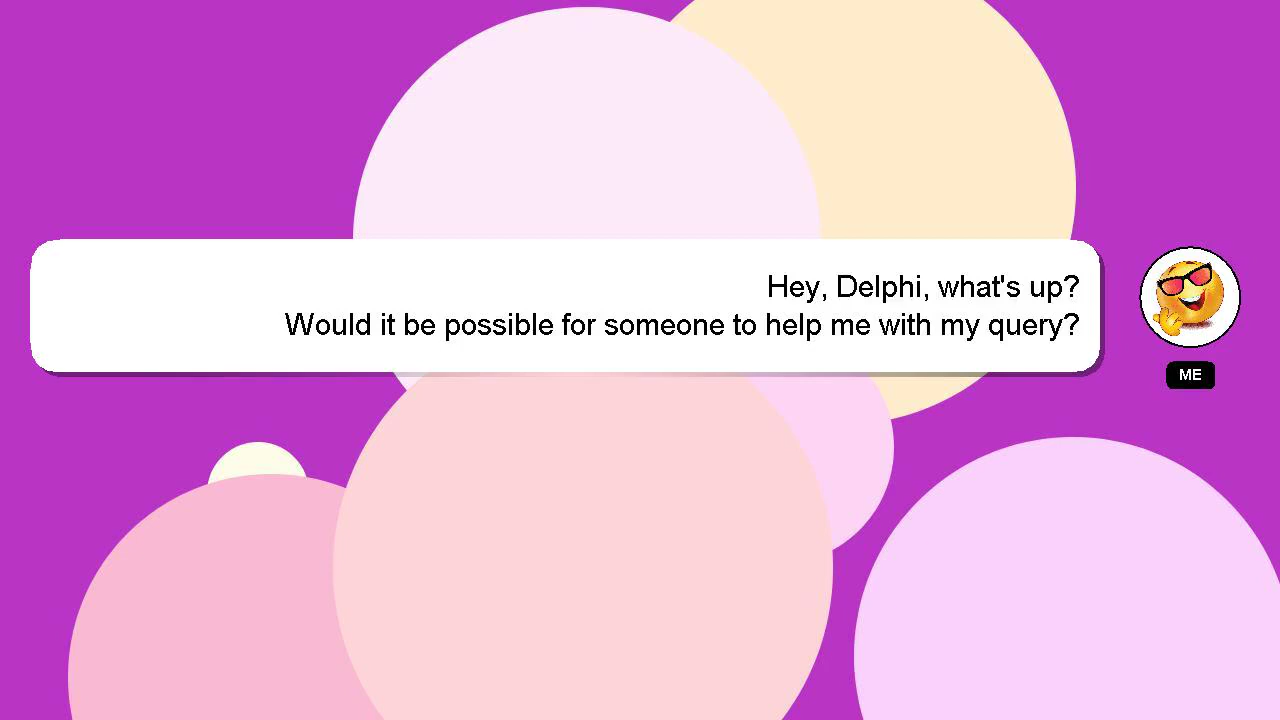 Hey, Delphi, what's up?
Would it be possible for someone to help me with my query?
ME